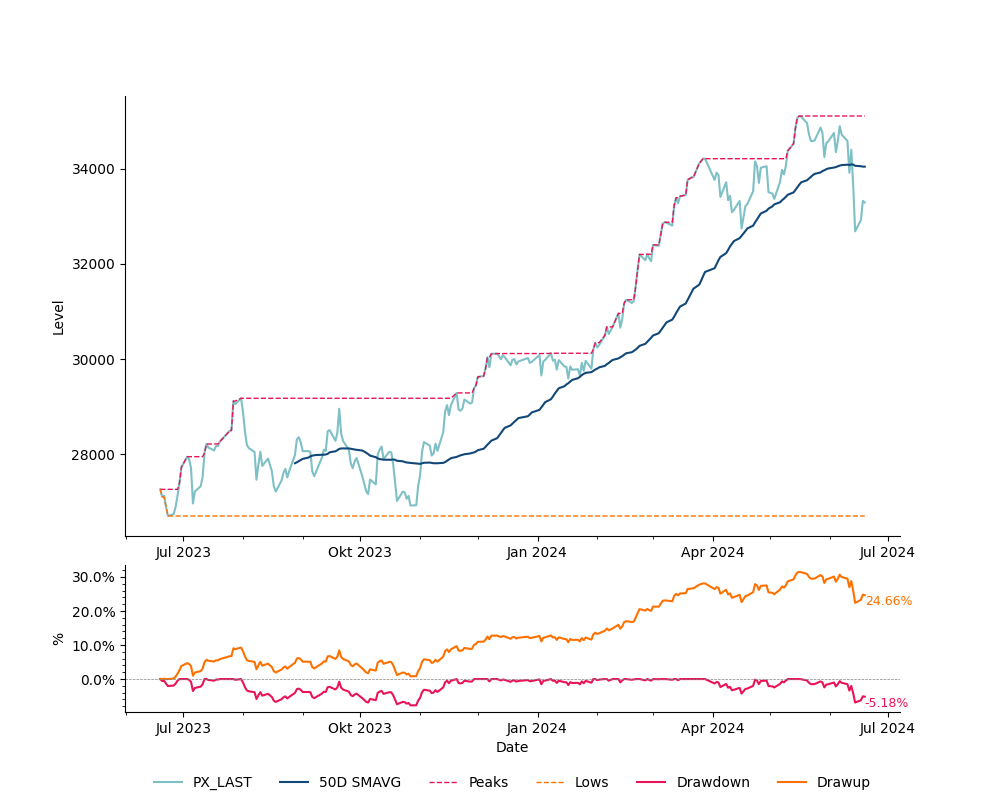 34000
32000
30000
28000
Level
Jul 2023 Okt 2023 Jan 2024 Apr 2024 Jul 2024
30.0%
20.0%
10.0%
0.0%
%
24.66%
-5.18%
Jul 2023 Okt 2023 Jan 2024 Apr 2024 Jul 2024
Date
PX_LAST 50D SMAVG Peaks Lows Drawdown Drawup